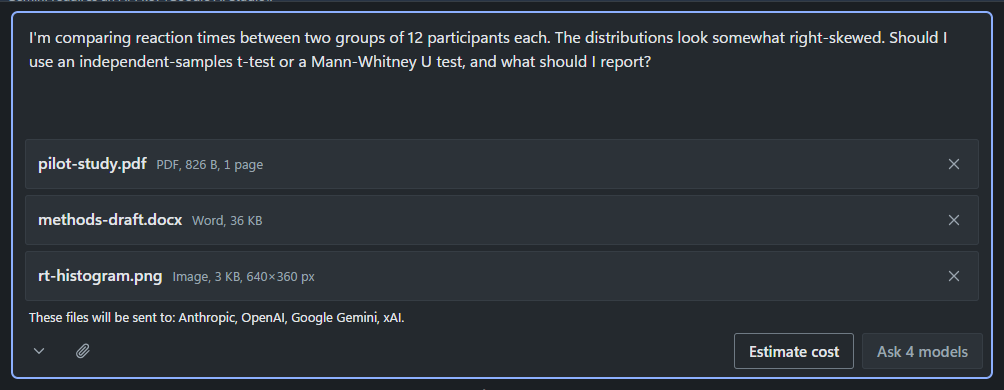 I'm comparing reaction times between two groups of 12 participants each. The distributions look somewhat right-skewed. Should I
use an independent-samples t-test or a Mann-Whitney U test, and what should I report?
pilot-study.pdf PDF, 826 B, 1 page
methods-draft.docx Word, 36 KB
rt-histogram.png Image, 3 KB, 640×360 px
These files will be sent to: Anthropic, OpenAI, Google Gemini, xAI.
Estimate cost Ask 4 models